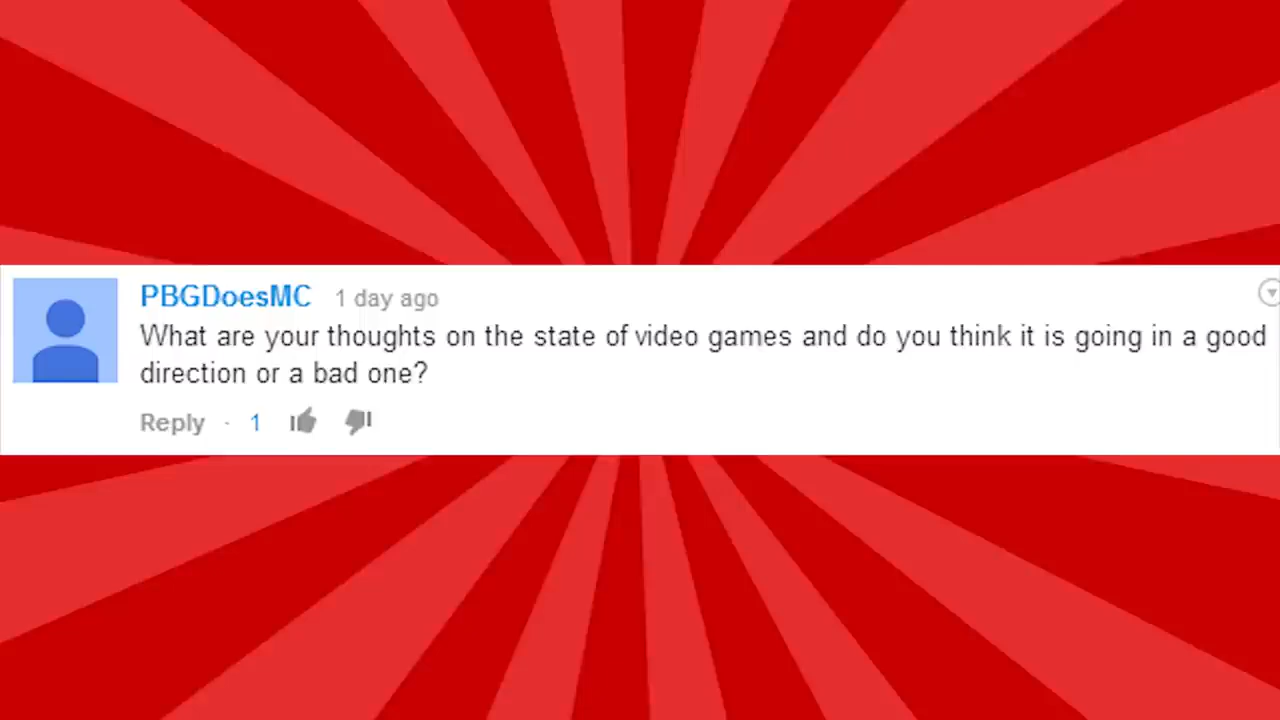 PBGDoesMC 1 day ago
What are your thoughts on the state of video games and do you think it is going in a good
direction or a bad one?
Reply · 1